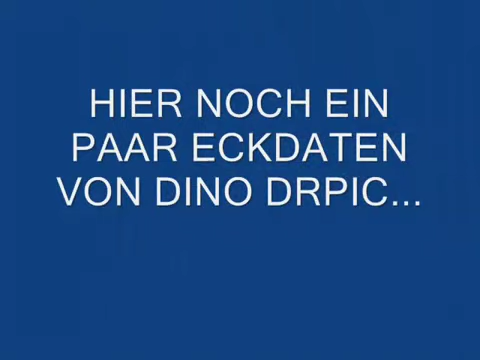 HIER NOCH EIN
PAAR ECKDATEN
VON DINO DRPIC...